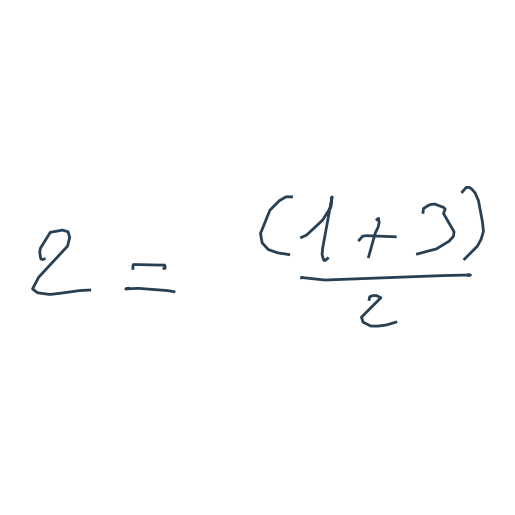 2 = (1 + 3) / 2